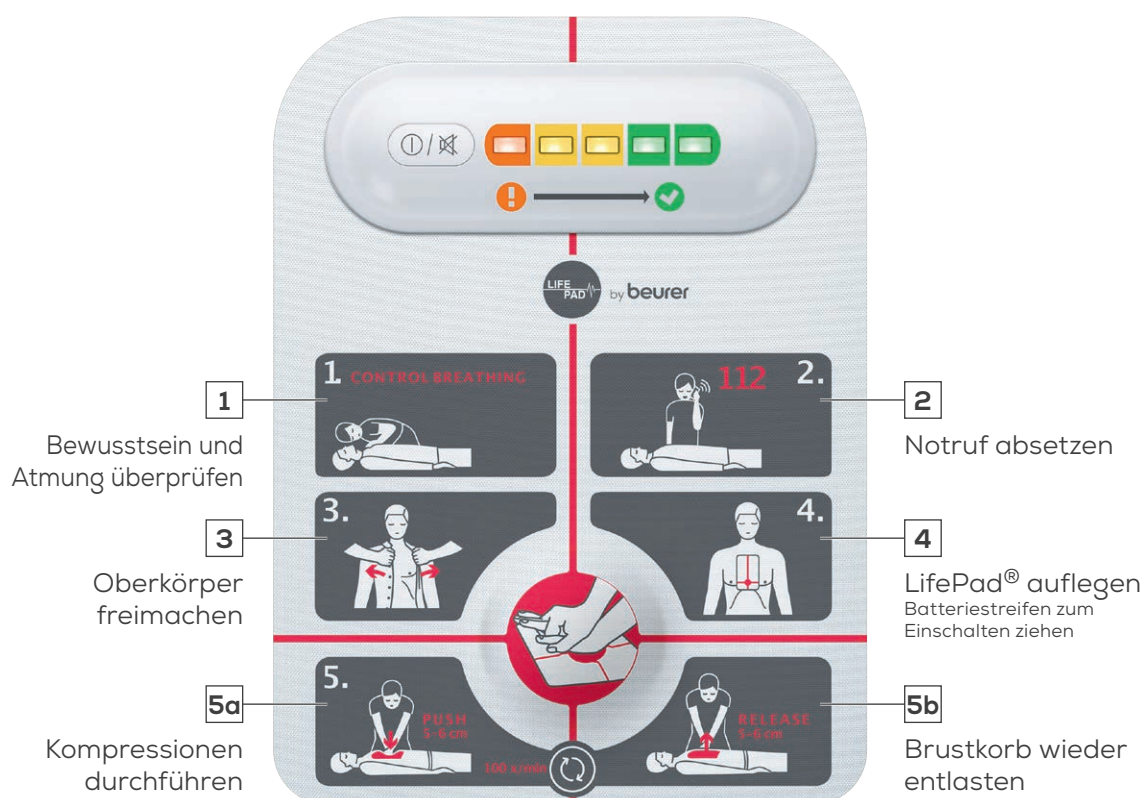 LIFE
PAD by beurer
1. CONTROL BREATHING
112 2.
1
Bewusstsein und
Atmung überprüfen
2
Notruf absetzen
3.
4.
3
Oberkörper
freimachen
4
LifePad® auflegen
Batteriestreifen zum
Einschalten ziehen
5.
PUSH
5-6 cm
RELEASE
5-6 cm
100 x/min
5a
Kompressionen
durchführen
5b
Brustkorb wieder
entlasten